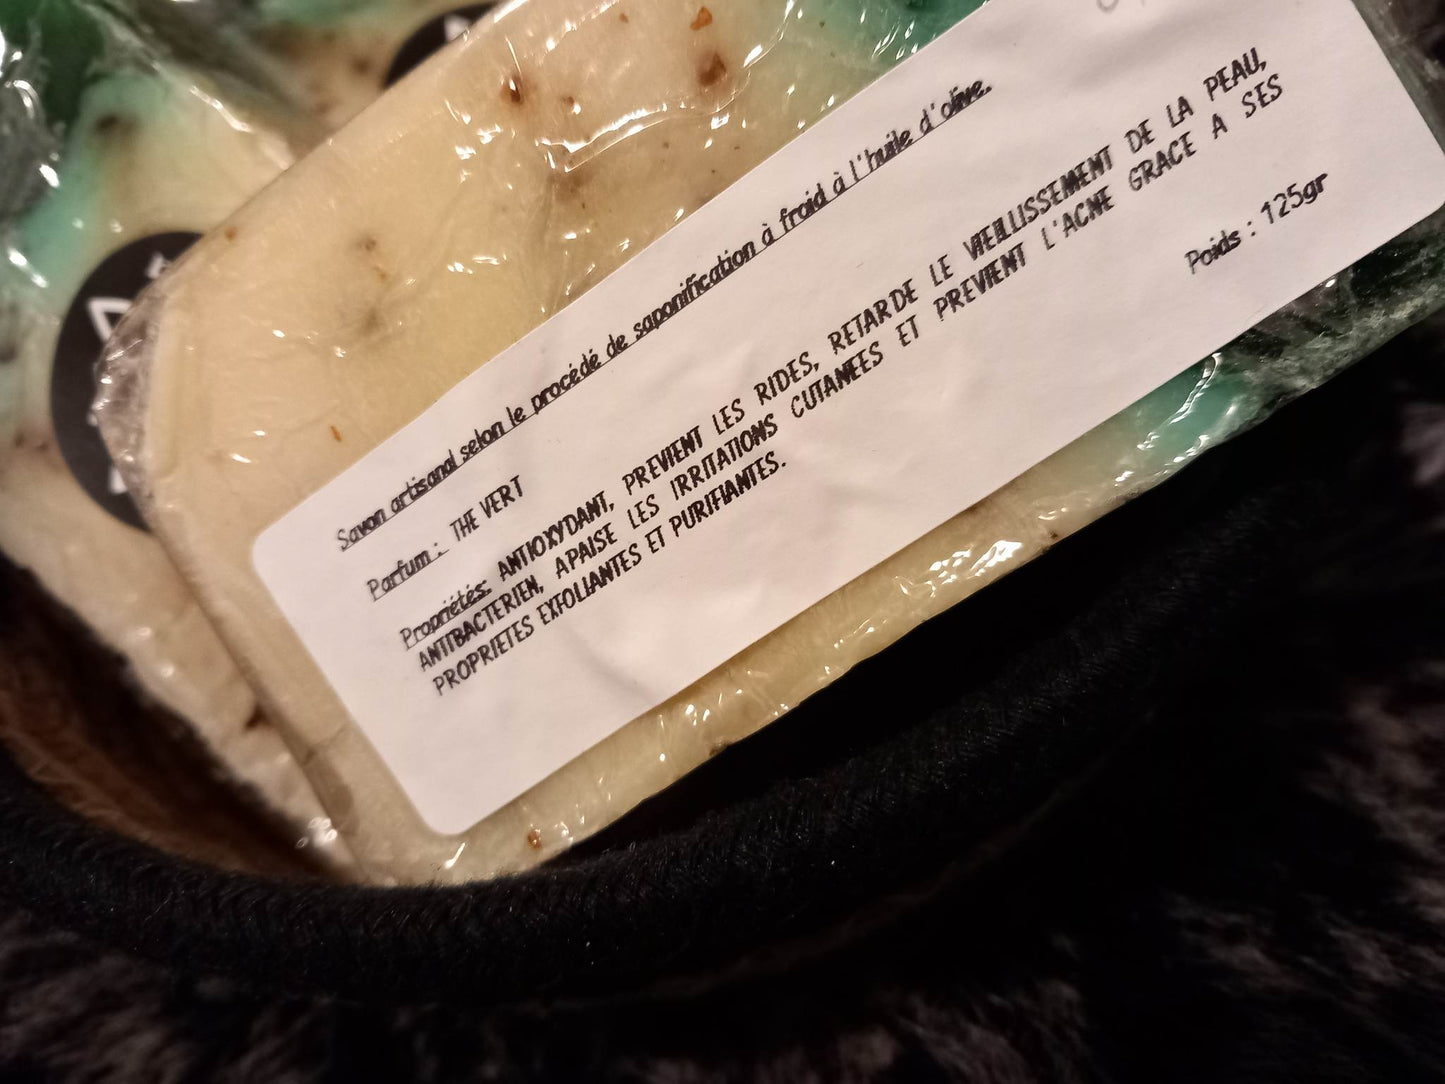 Savon artisanal selon le procédé de saponification à froid à l'huile d'olive.
Parfum : THE VERT
Propriétés: ANTIOXYDANT, PREVIENT LES RIDES, RETARDE LE VIEILLISSEMENT DE LA PEAU,
ANTIBACTERIEN, APAISE LES IRRITATIONS CUTANEES ET PREVIENT L'ACNE GRACE A SES
PROPRIETES EXFOLIANTES ET PURIFIANTES.
Poids : 125gr